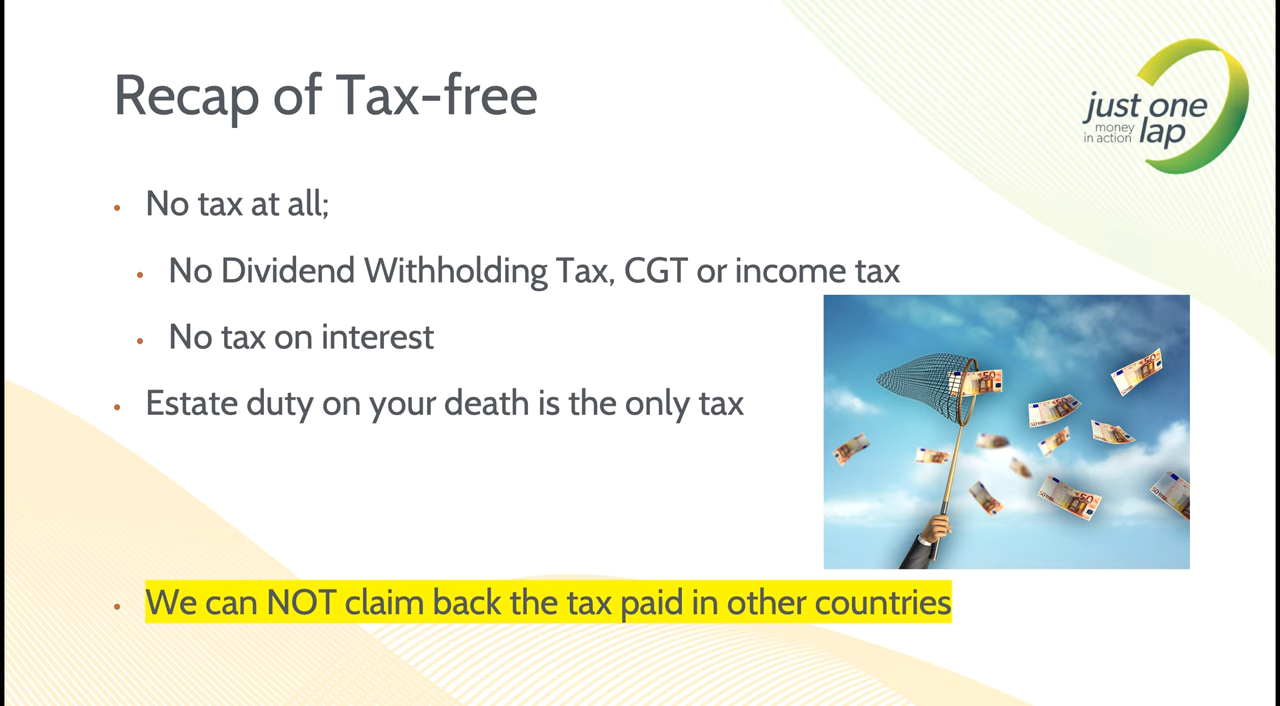 Recap of Tax-free
just one
money
in action lap
• No tax at all;
• No Dividend Withholding Tax, CGT or income tax
• No tax on interest
• Estate duty on your death is the only tax
• We can NOT claim back the tax paid in other countries